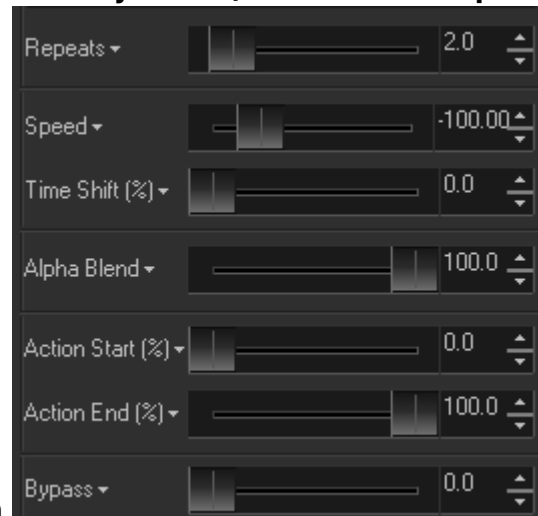 Repeats 2.0
Speed -100.00
Time Shift (%) 0.0
Alpha Blend 100.0
Action Start (%) 0.0
Action End (%) 100.0
Bypass 0.0